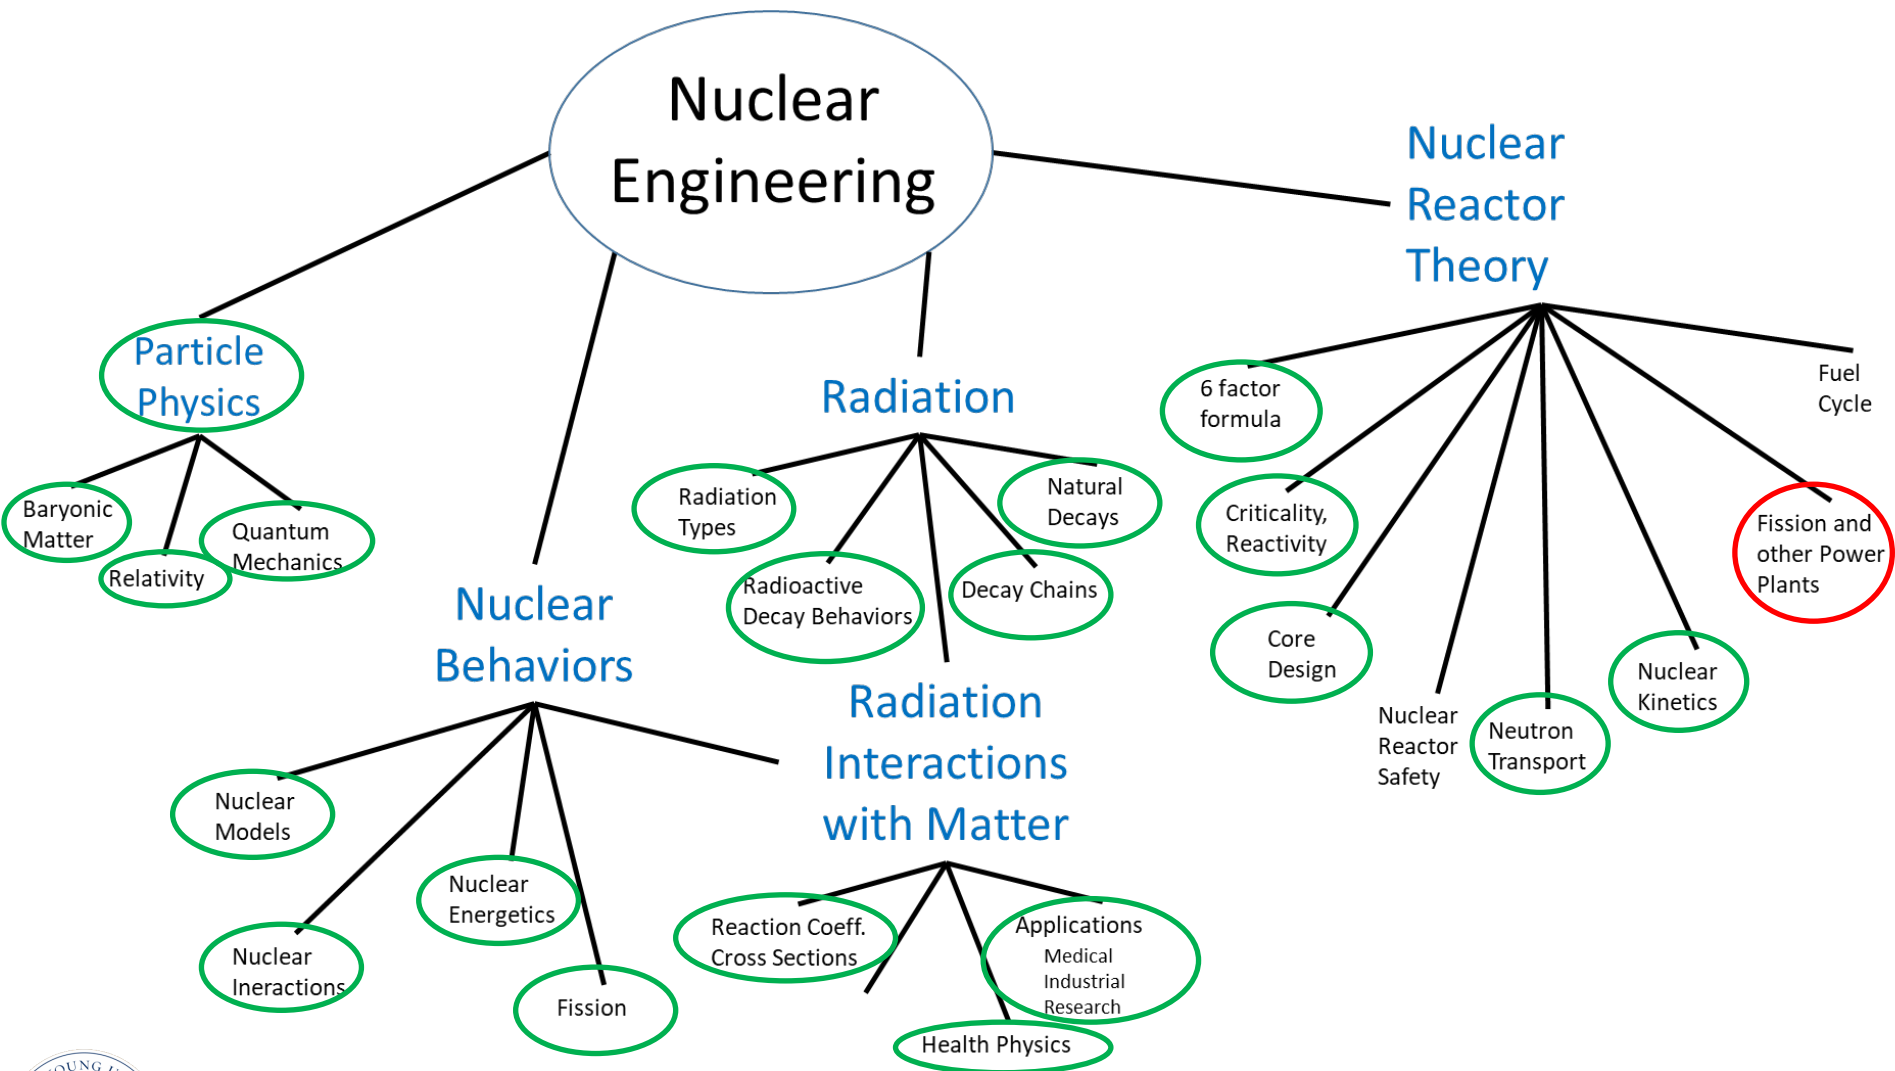 Nuclear
Engineering
Nuclear
Reactor
Theory
Particle
Physics
Baryonic
Matter
Relativity
Quantum
Mechanics
Nuclear
Behaviors
Nuclear
Models
Nuclear
Ineractions
Nuclear
Energetics
Fission
Radiation
Radiation
Types
Radioactive
Decay Behaviors
Decay Chains
Natural
Decays
Radiation
Interactions
with Matter
Reaction Coeff.
Cross Sections
Health Physics
Applications
Medical
Industrial
Research
6 factor
formula
Criticality,
Reactivity
Core
Design
Nuclear
Reactor
Safety
Neutron
Transport
Nuclear
Kinetics
Fission and
other Power
Plants
Fuel
Cycle